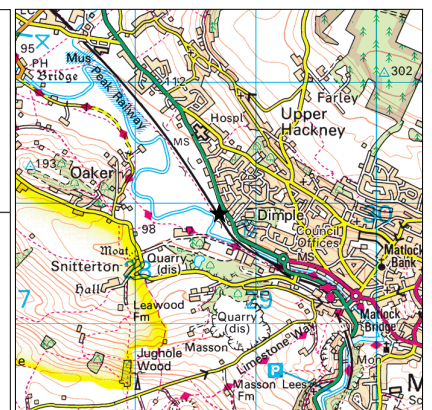 95
Mus
PH
Bridge
Peak Railway
112
302
Farley
Hospl
Upper
Hackney
MS
193
Oaker
Dimple
30
98
Council
Offices
Moat
Matlock
Bank
Quarry
(dis)
MS
Snitterton
28
Hall
7
29
Leawood
Fm
Matlock
Bridge
Quarry
(dis)
Masson
Jughole
Wood
Limestone Way
e
P
Masson Lees
Fm
M